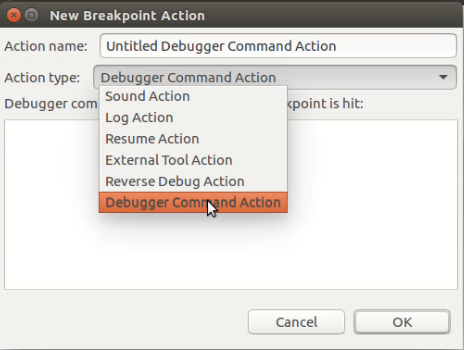 New Breakpoint Action
Action name: Untitled Debugger Command Action
Action type: Debugger Command Action
Debugger com kpoint is hit:
Sound Action
Log Action
Resume Action
External Tool Action
Reverse Debug Action
Debugger Command Action
Cancel OK